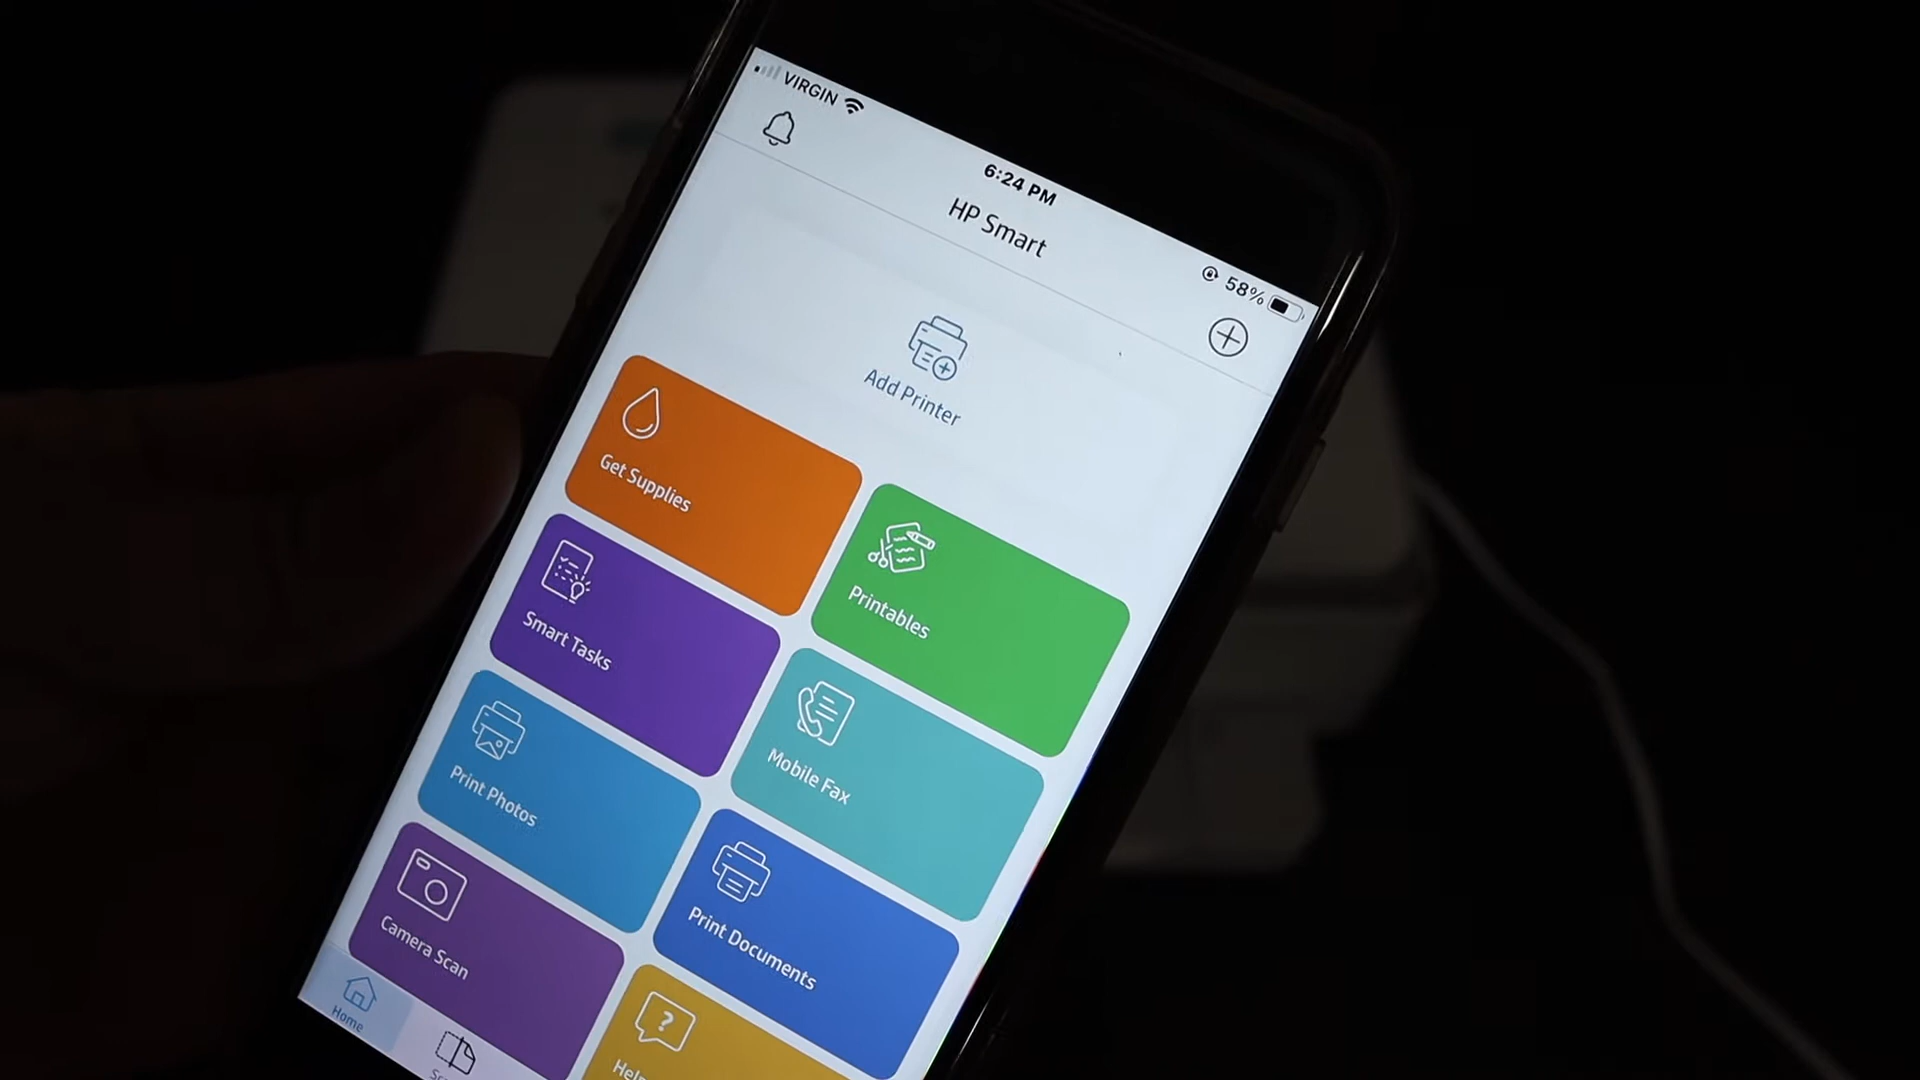 VIRGIN
6:24 PM
58%
HP Smart
Add Printer
Get Supplies
Printables
Smart Tasks
Mobile Fax
Print Photos
Print Documents
Camera Scan
Home